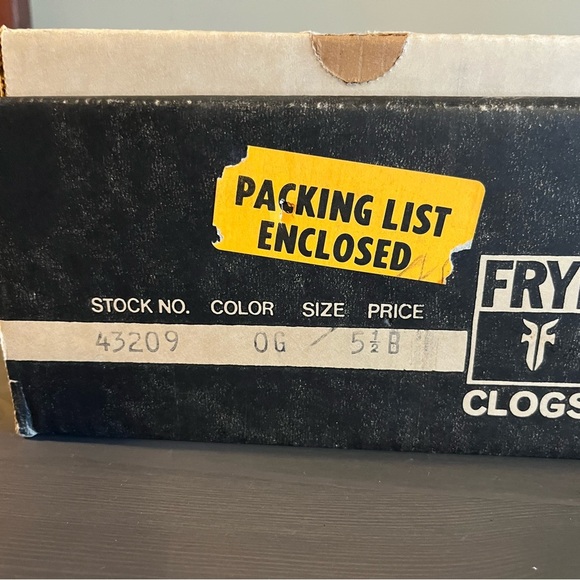 PACKING LIST
ENCLOSED
FRY
STOCK NO. COLOR SIZE PRICE
43209 OG 5½B
CLOGS